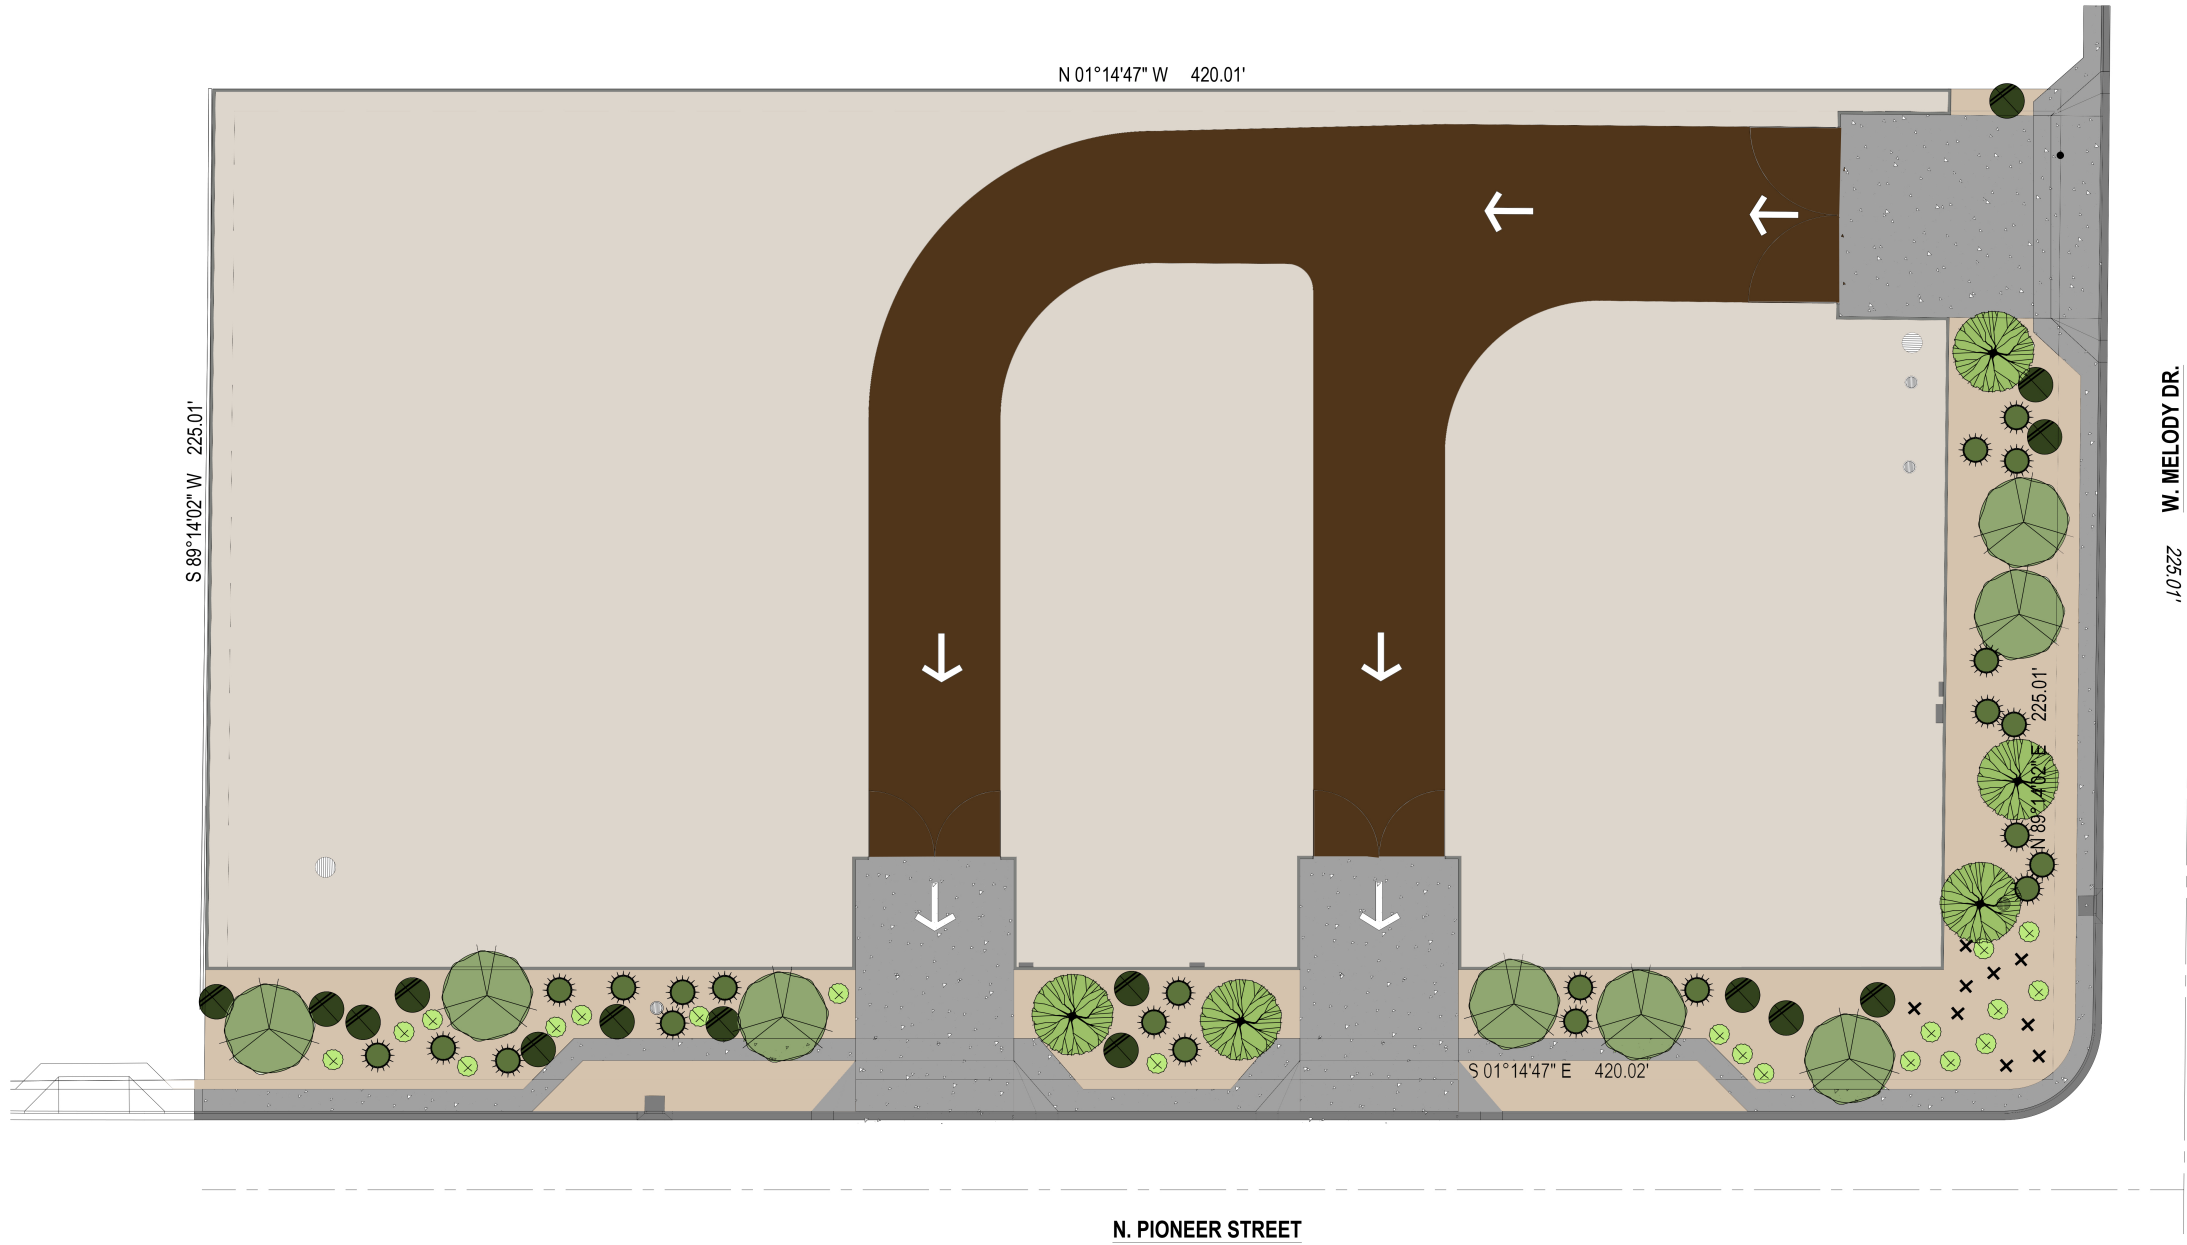 N 01°14'47" W 420.01'
S 89°14'02" W 225.01'
W. MELODY DR.
225.01'
N 89°14'02" E 225.01'
S 01°14'47" E 420.02'
N. PIONEER STREET